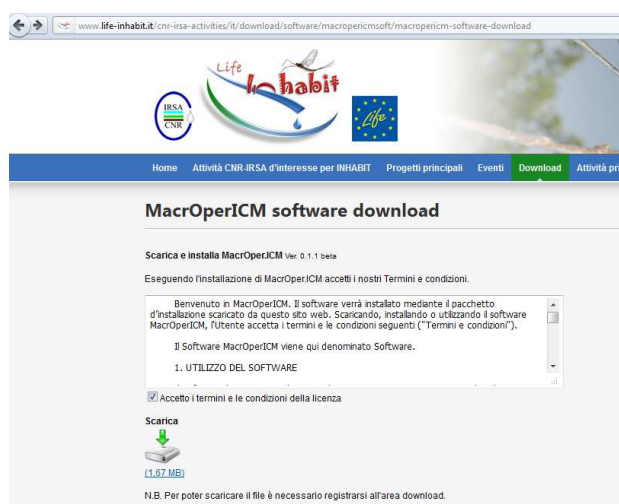 www.life-inhabit.it/cnr-irsa-activities/it/download/software/macropericmsoft/macropericm-software-download
Life
In habit
IRSA
CNR
Life
Home Attività CNR-IRSA d'interesse per INHABIT Progetti principali Eventi Download Attività pri
MacrOperICM software download
Scarica e installa MacrOper.ICM Ver. 0.1.1 beta
Eseguendo l'installazione di MacrOper.ICM accetti i nostri Termini e condizioni.
Benvenuto in MacrOperICM. Il software verrà installato mediante il pacchetto
d'installazione scaricato da questo sito web. Scaricando, installando o utilizzando il software
MacrOperICM, l'Utente accetta i termini e le condizioni seguenti ("Termini e condizioni").
Il Software MacrOperICM viene qui denominato Software.
1. UTILIZZO DEL SOFTWARE
Accetto i termini e le condizioni della licenza
Scarica
(1,67 MB)
N.B. Per poter scaricare il file è necessario registrarsi all'area download.